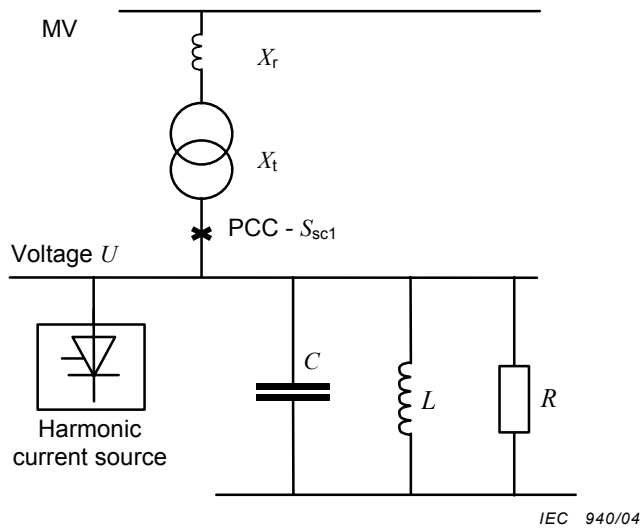 MV
Xr
Xt
PCC - Ssc1
Voltage U
C
L
R
Harmonic
current source
IEC 940/04